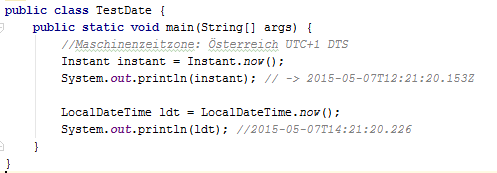 public class TestDate {
public static void main(String[] args) {
//Maschinenzeitzone: Österreich UTC+1 DTS
Instant instant = Instant.now();
System.out.println(instant); // -> 2015-05-07T12:21:20.153Z
LocalDateTime ldt = LocalDateTime.now();
System.out.println(ldt); //2015-05-07T14:21:20.226
}
}